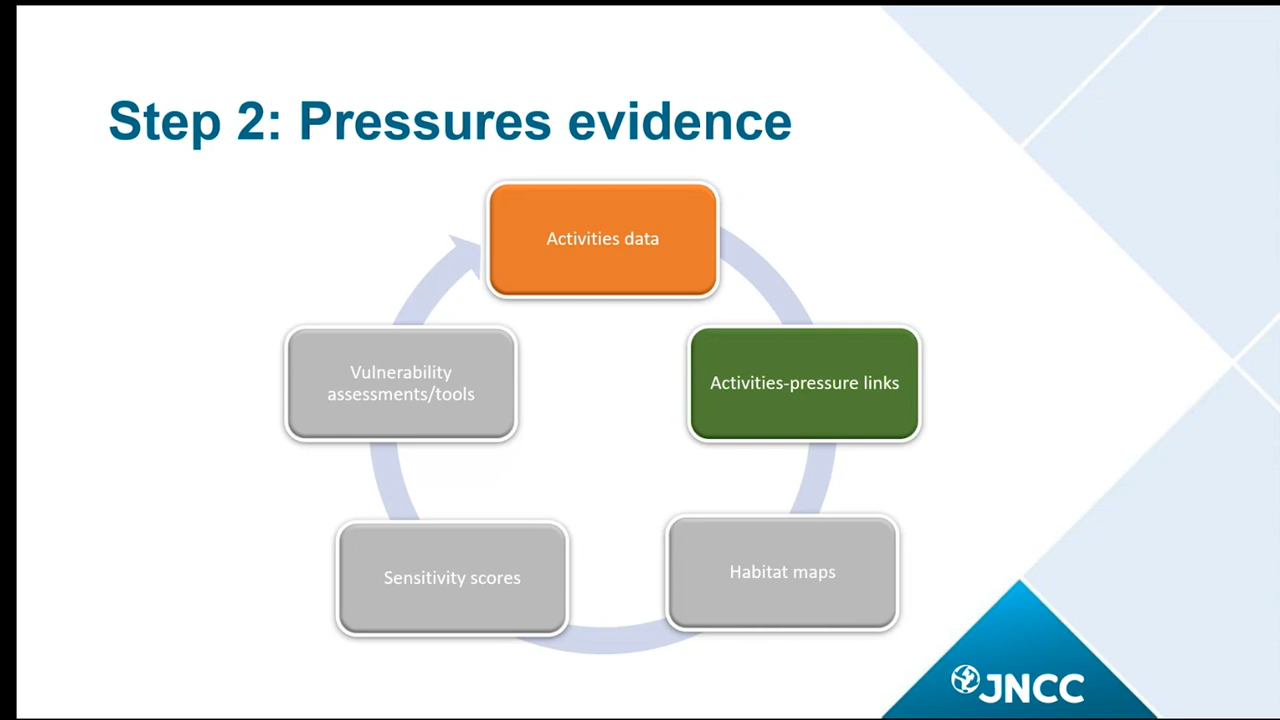 Step 2: Pressures evidence
Activities data
Activities-pressure links
Habitat maps
Sensitivity scores
Vulnerability
assessments/tools
JNCC